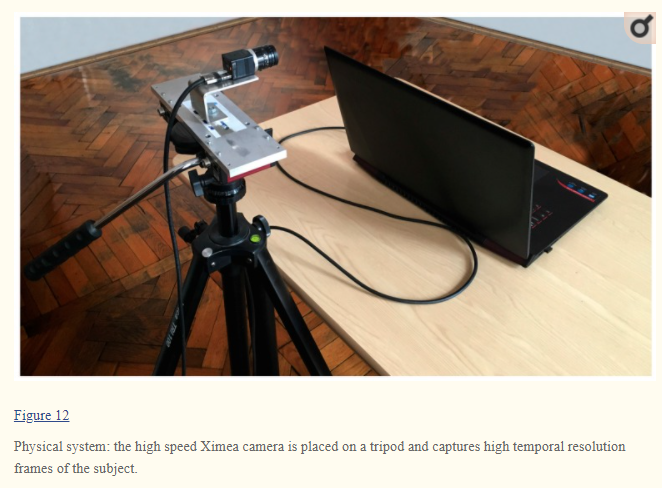 Figure 12
Physical system: the high speed Ximea camera is placed on a tripod and captures high temporal resolution
frames of the subject.